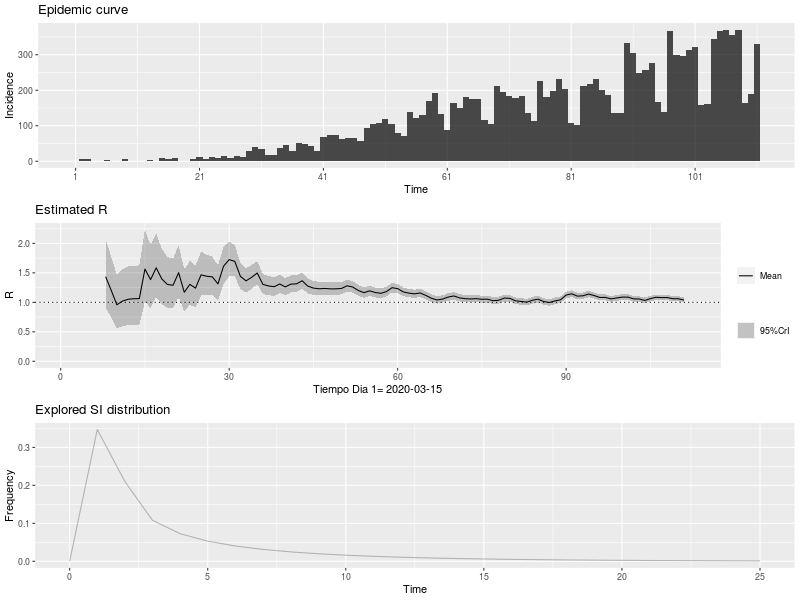 Epidemic curve
Incidence
300
200
100
0
1
21
41
61
81
101
Time
Estimated R
R
2.0
1.5
1.0
0.5
0.0
0
30
60
90
Tiempo Dia 1= 2020-03-15
Mean
95%CrI
Explored SI distribution
Frequency
0.3
0.2
0.1
0.0
0
5
10
15
20
25
Time